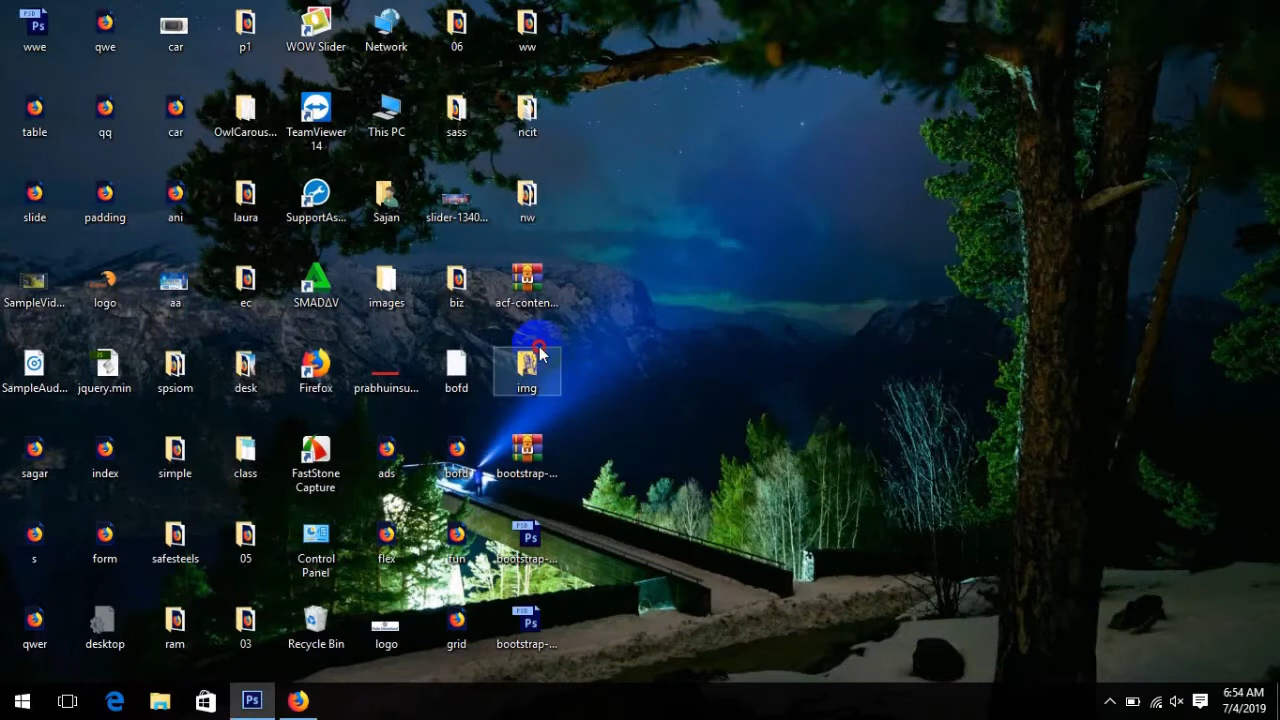 wwe
qwe
car
p1
WOW Slider
Network
06
ww
table
qq
car
OwlCarous...
TeamViewer
14
This PC
sass
ncit
slide
padding
ani
laura
SupportAs...
Sajan
slider-1340...
nw
SampleVid...
logo
aa
ec
SMADΔV
images
biz
acf-conten...
SampleAud...
jquery.min
spsiom
desk
Firefox
prabhuinsu...
bofd
img
sagar
index
simple
class
FastStone
Capture
ads
bofd
bootstrap-...
s
form
safesteels
05
Control
Panel
flex
fun
bootstrap-...
qwer
desktop
ram
03
Recycle Bin
logo
grid
bootstrap-...
6:54 AM
7/4/2019